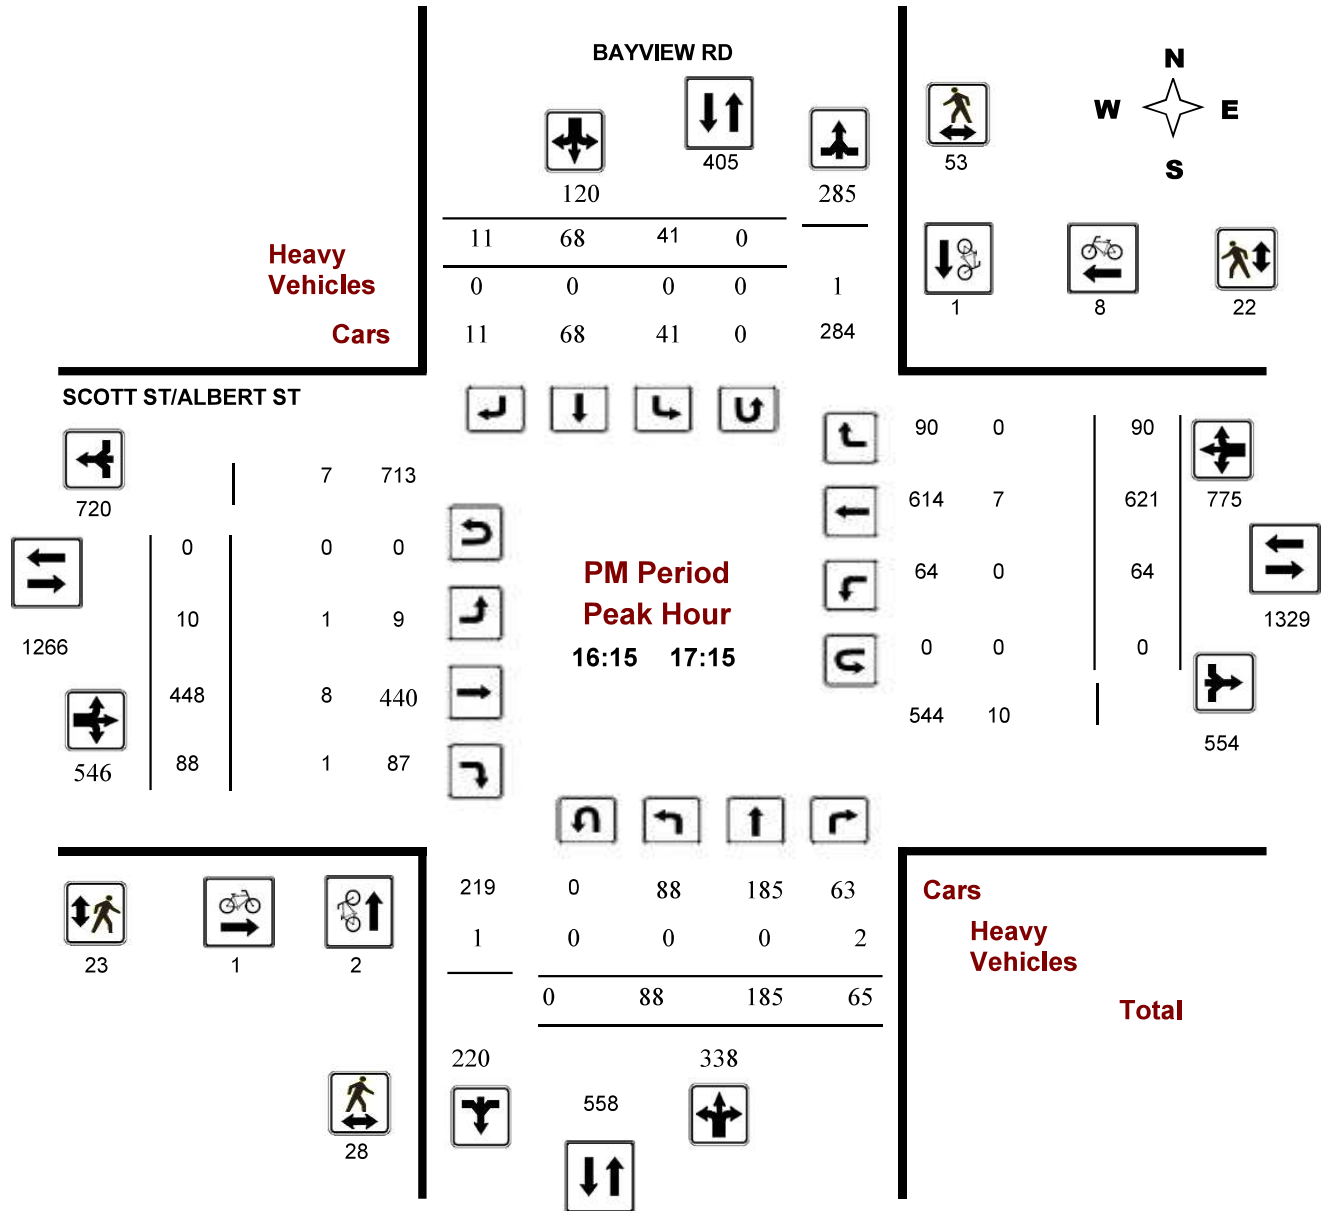 BAYVIEW RD
N
W E
S
405
53
120 285
11 68 41 0
Heavy
Vehicles
0 0 0 0 1
Cars
11 68 41 0 284
1 8 22
SCOTT ST/ALBERT ST
90 0 90
7 713
720
614 7 621 775
0 0 0
PM Period
64 0 64
Peak Hour
10 1 9
1329
1266
16:15 17:15
0 0 0
448 8 440
544 10
554
546 88 1 87
219 0 88 185 63
Cars
1 0 0 0 2
Heavy
Vehicles
23 1 2
0 88 185 65
Total
220 338
558
28